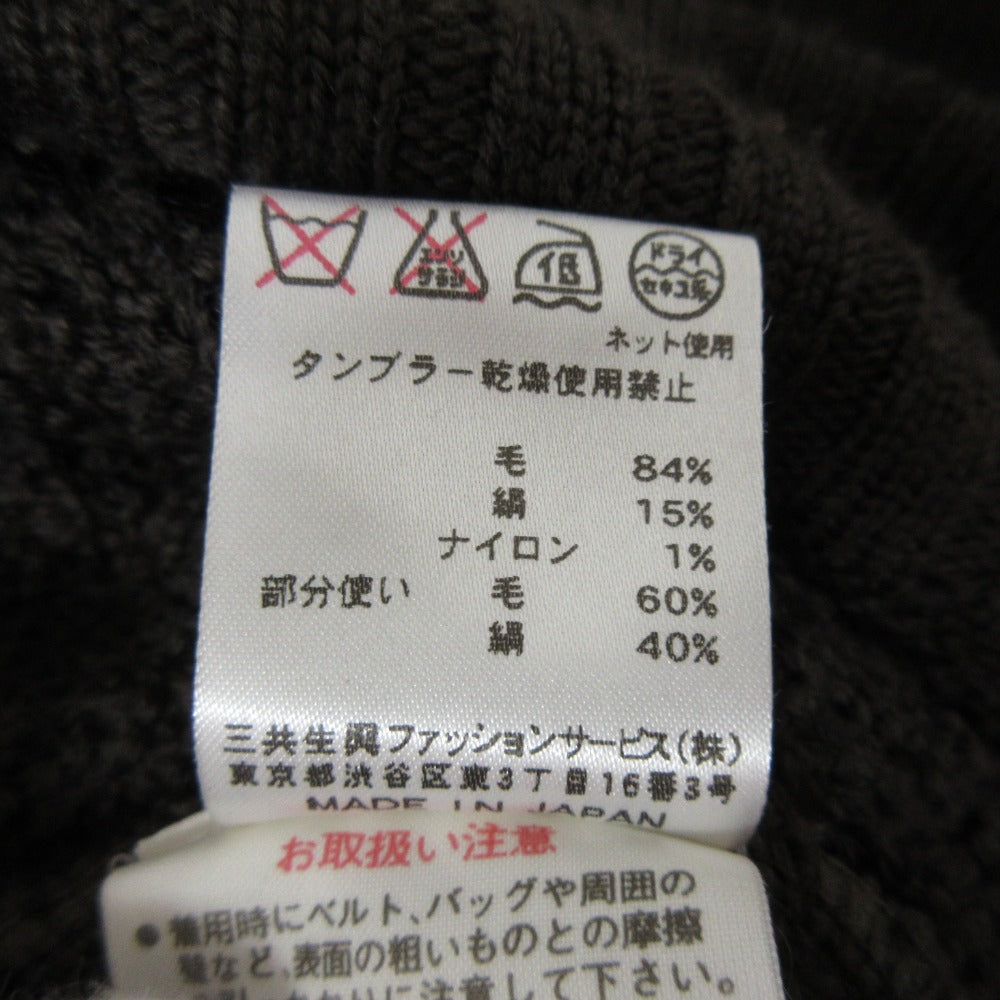 エンソ
サラシ
低
ドライ
セキユ系
ネット使用
タンブラー乾燥使用禁止
毛 84%
絹 15%
ナイロン 1%
部分使い 毛 60%
絹 40%
三共生興ファッションサービス(株)
東京都渋谷区東3丁目16番3号
MADE IN JAPAN
お取扱い注意
●着用時にベルト、バッグや周囲の
縫など、表面の粗いものとの摩擦
に注意して下さい。